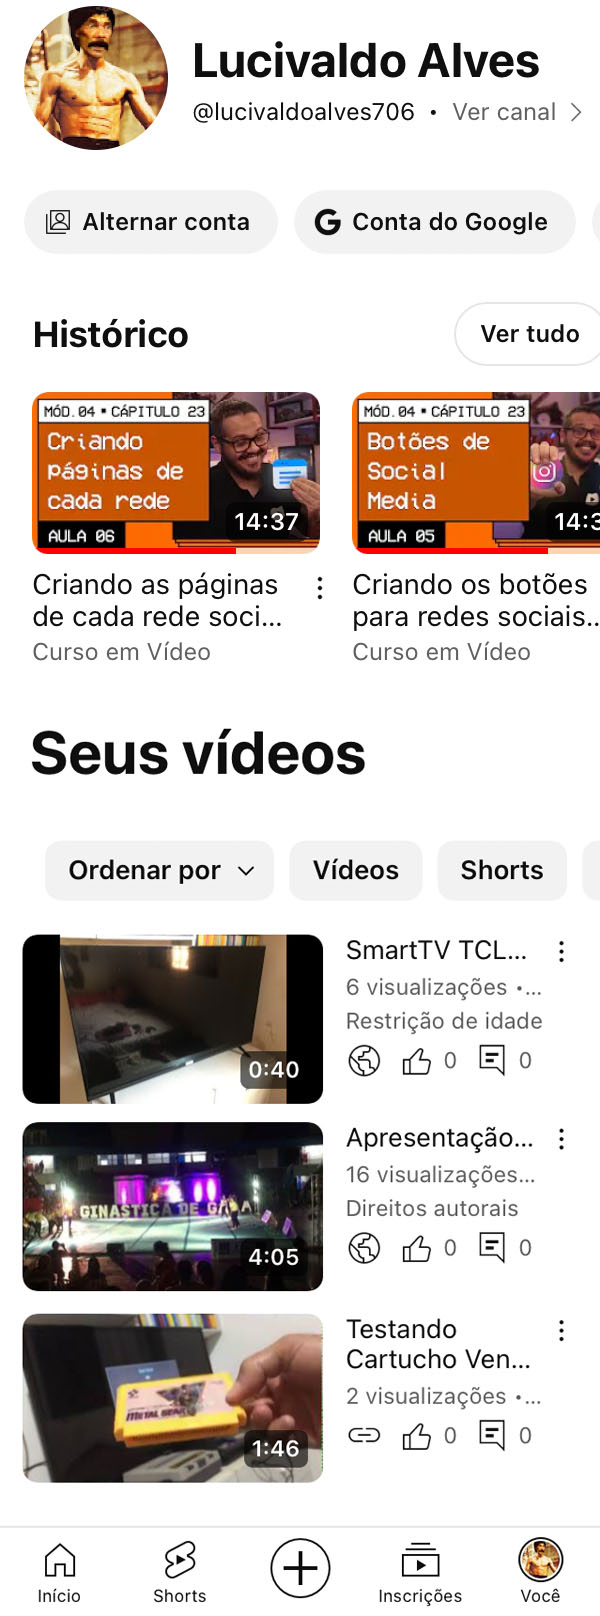 Lucivaldo Alves
@lucivaldoalves706 • Ver canal
Alternar conta
Conta do Google
Histórico
Ver tudo
MÓD.04 ▪ CÁPITULO 23
Criando
páginas de
cada rede
14:37
AULA 06
MÓD.04 ▪ CÁPITULO 23
Botões de
Social
Media
14:3
AULA 05
Criando as páginas
de cada rede soci...
Curso em Vídeo
Criando os botões
para redes sociais..
Curso em Vídeo
Seus vídeos
Ordenar por
Vídeos
Shorts
0:40
SmartTV TCL...
6 visualizações •...
Restrição de idade
0 0
GINASTICA DE GALA
4:05
Apresentação...
16 visualizações...
Direitos autorais
0 0
METAL GEAR
1:46
Testando
Cartucho Ven...
2 visualizações •...
0 0
Início
Shorts
Inscrições
Você